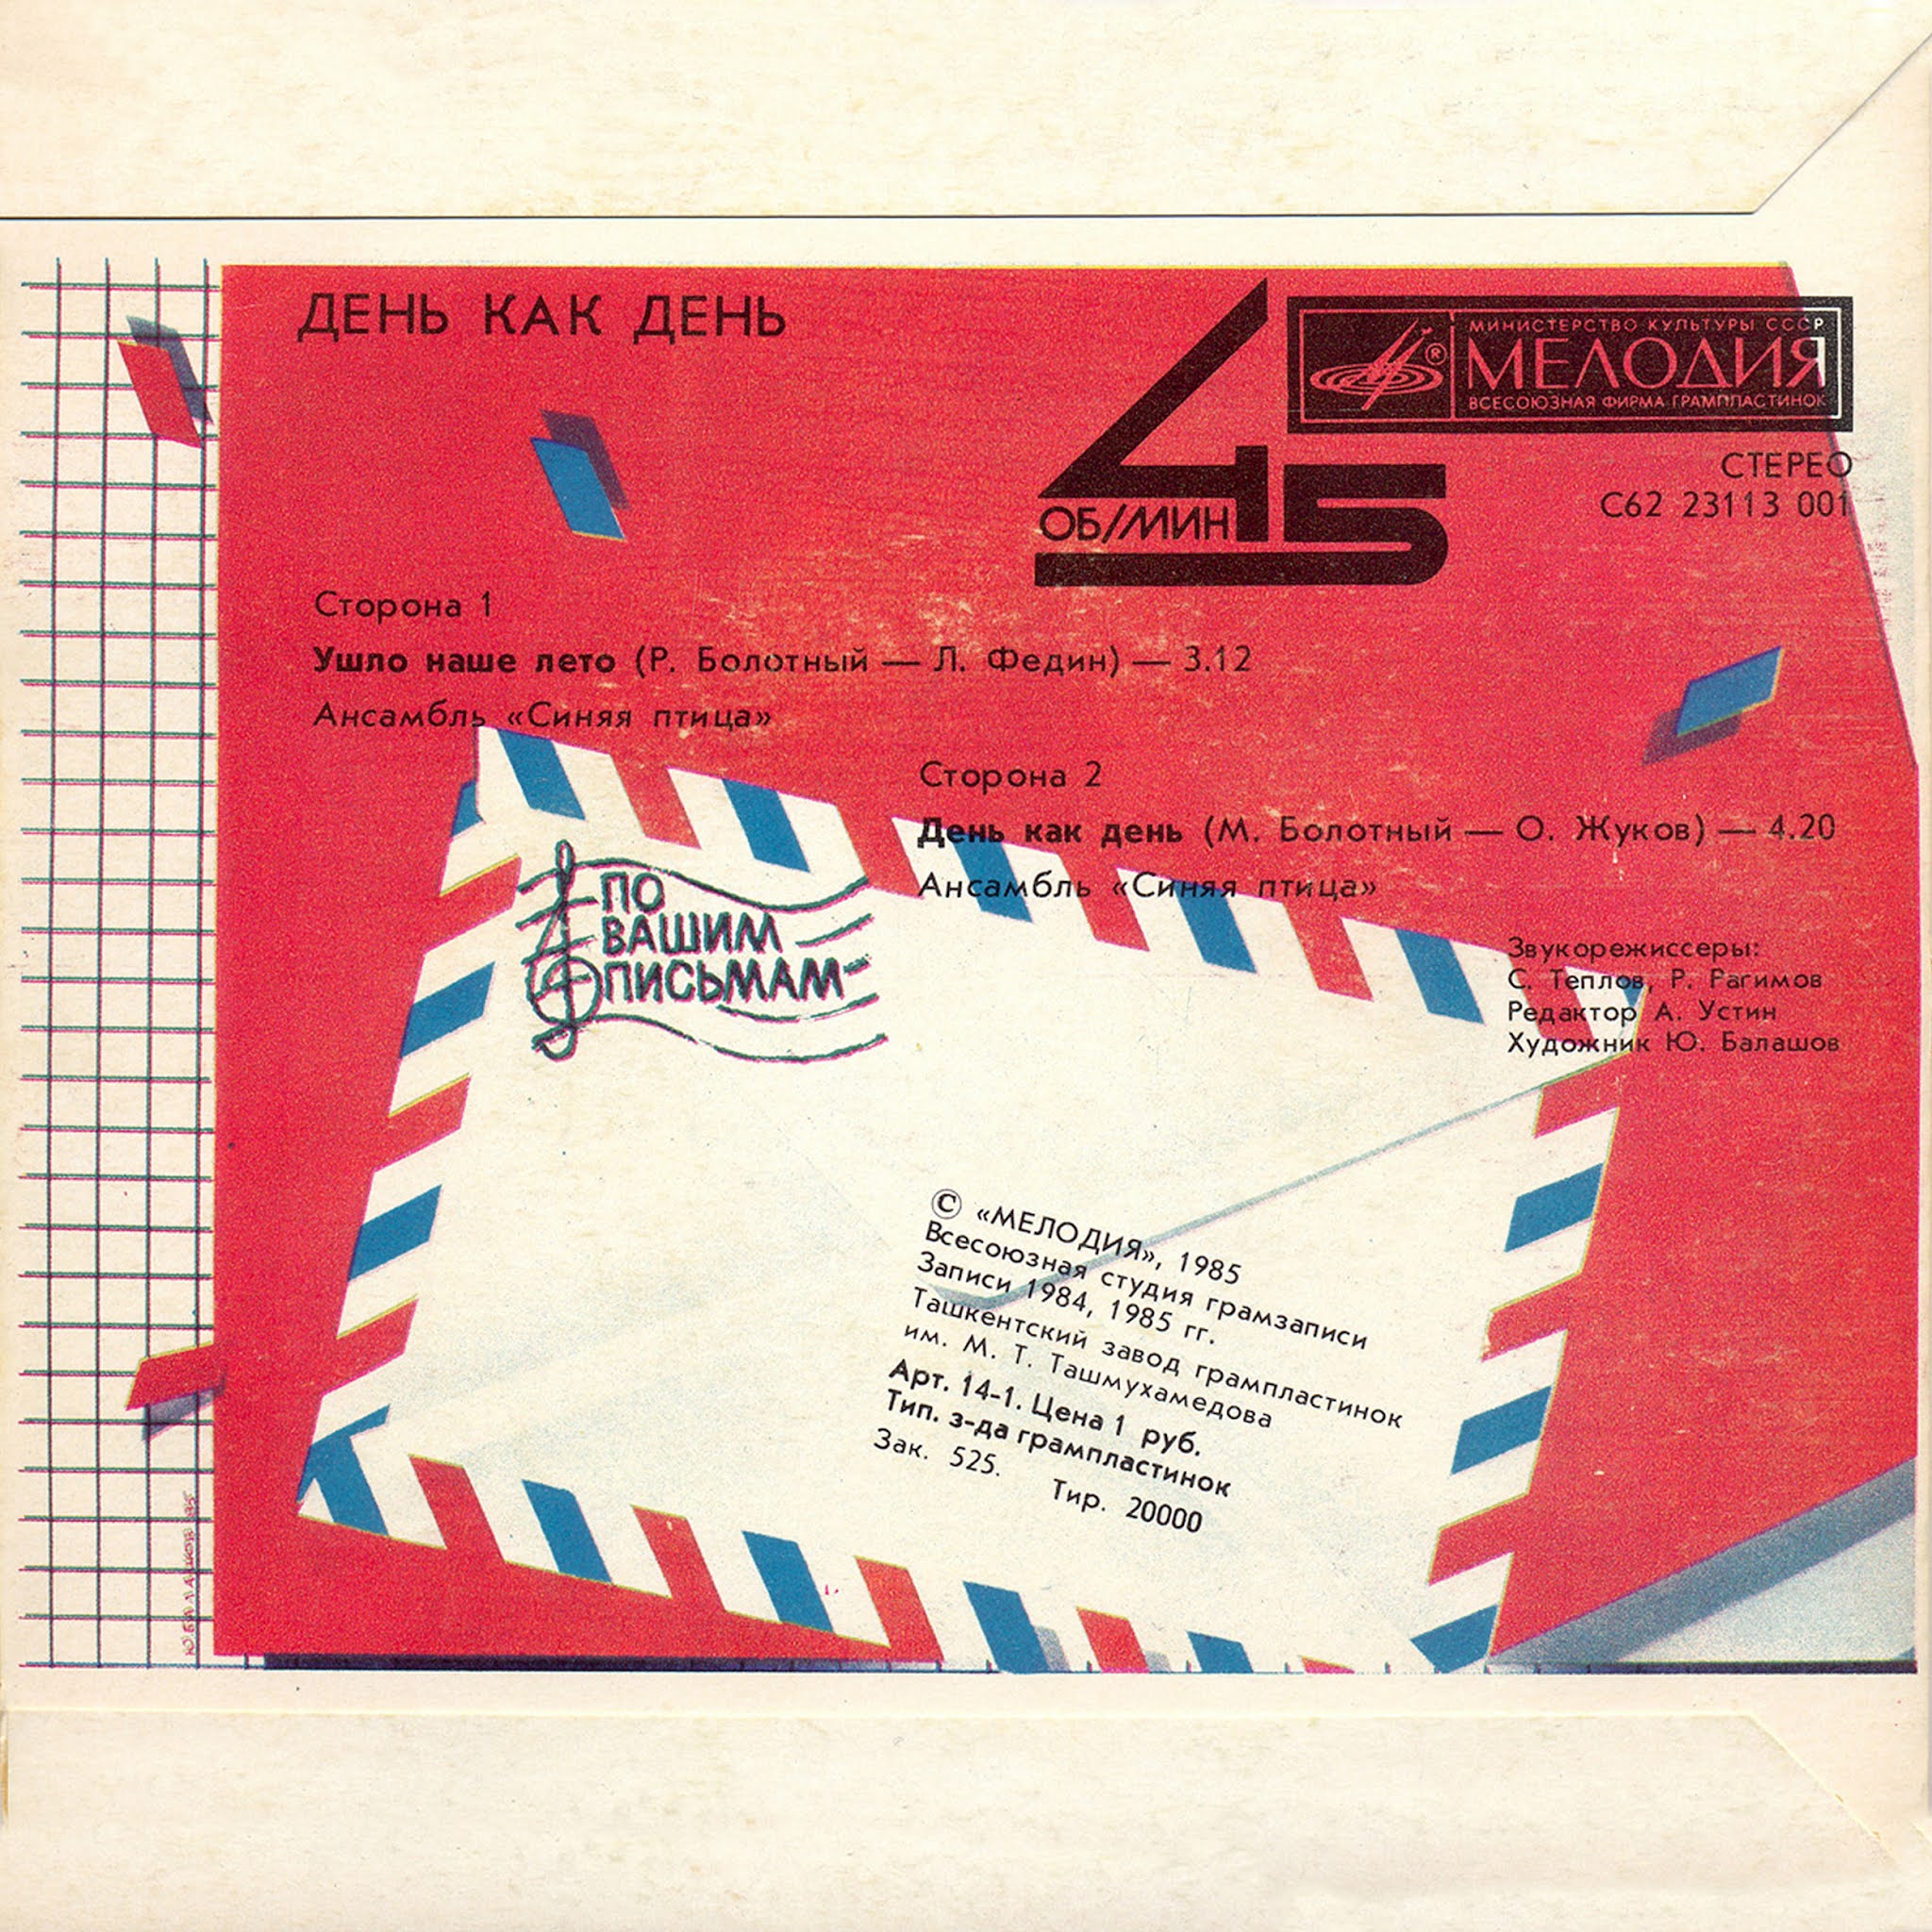 ДЕНЬ КАК ДЕНЬ
МИНИСТЕРСТВО КУЛЬТУРЫ СССР
МЕЛОДИЯ
®
ВСЕСОЮЗНАЯ ФИРМА ГРАМПЛАСТИНОК
45
ОБ/МИН
СТЕРЕО
С62 23113 001
Сторона 1
Ушло наше лето (Р. Болотный — Л. Федин) — 3.12
Ансамбль «Синяя птица»
Сторона 2
День как день (М. Болотный — О. Жуков) — 4.20
Ансамбль «Синяя птица»
ПО
ВАШИМ
ПИСЬМАМ
Звукорежиссеры:
С. Теплов, Р. Рагимов
Редактор А. Устин
Художник Ю. Балашов
© «МЕЛОДИЯ», 1985
Всесоюзная студия грамзаписи
Записи 1984, 1985 гг.
Ташкентский завод грампластинок
им. М. Т. Ташмухамедова
Арт. 14-1. Цена 1 руб.
Тип. з-да грампластинок
Зак. 525. Тир. 20000
Ю. БАЛАШОВ